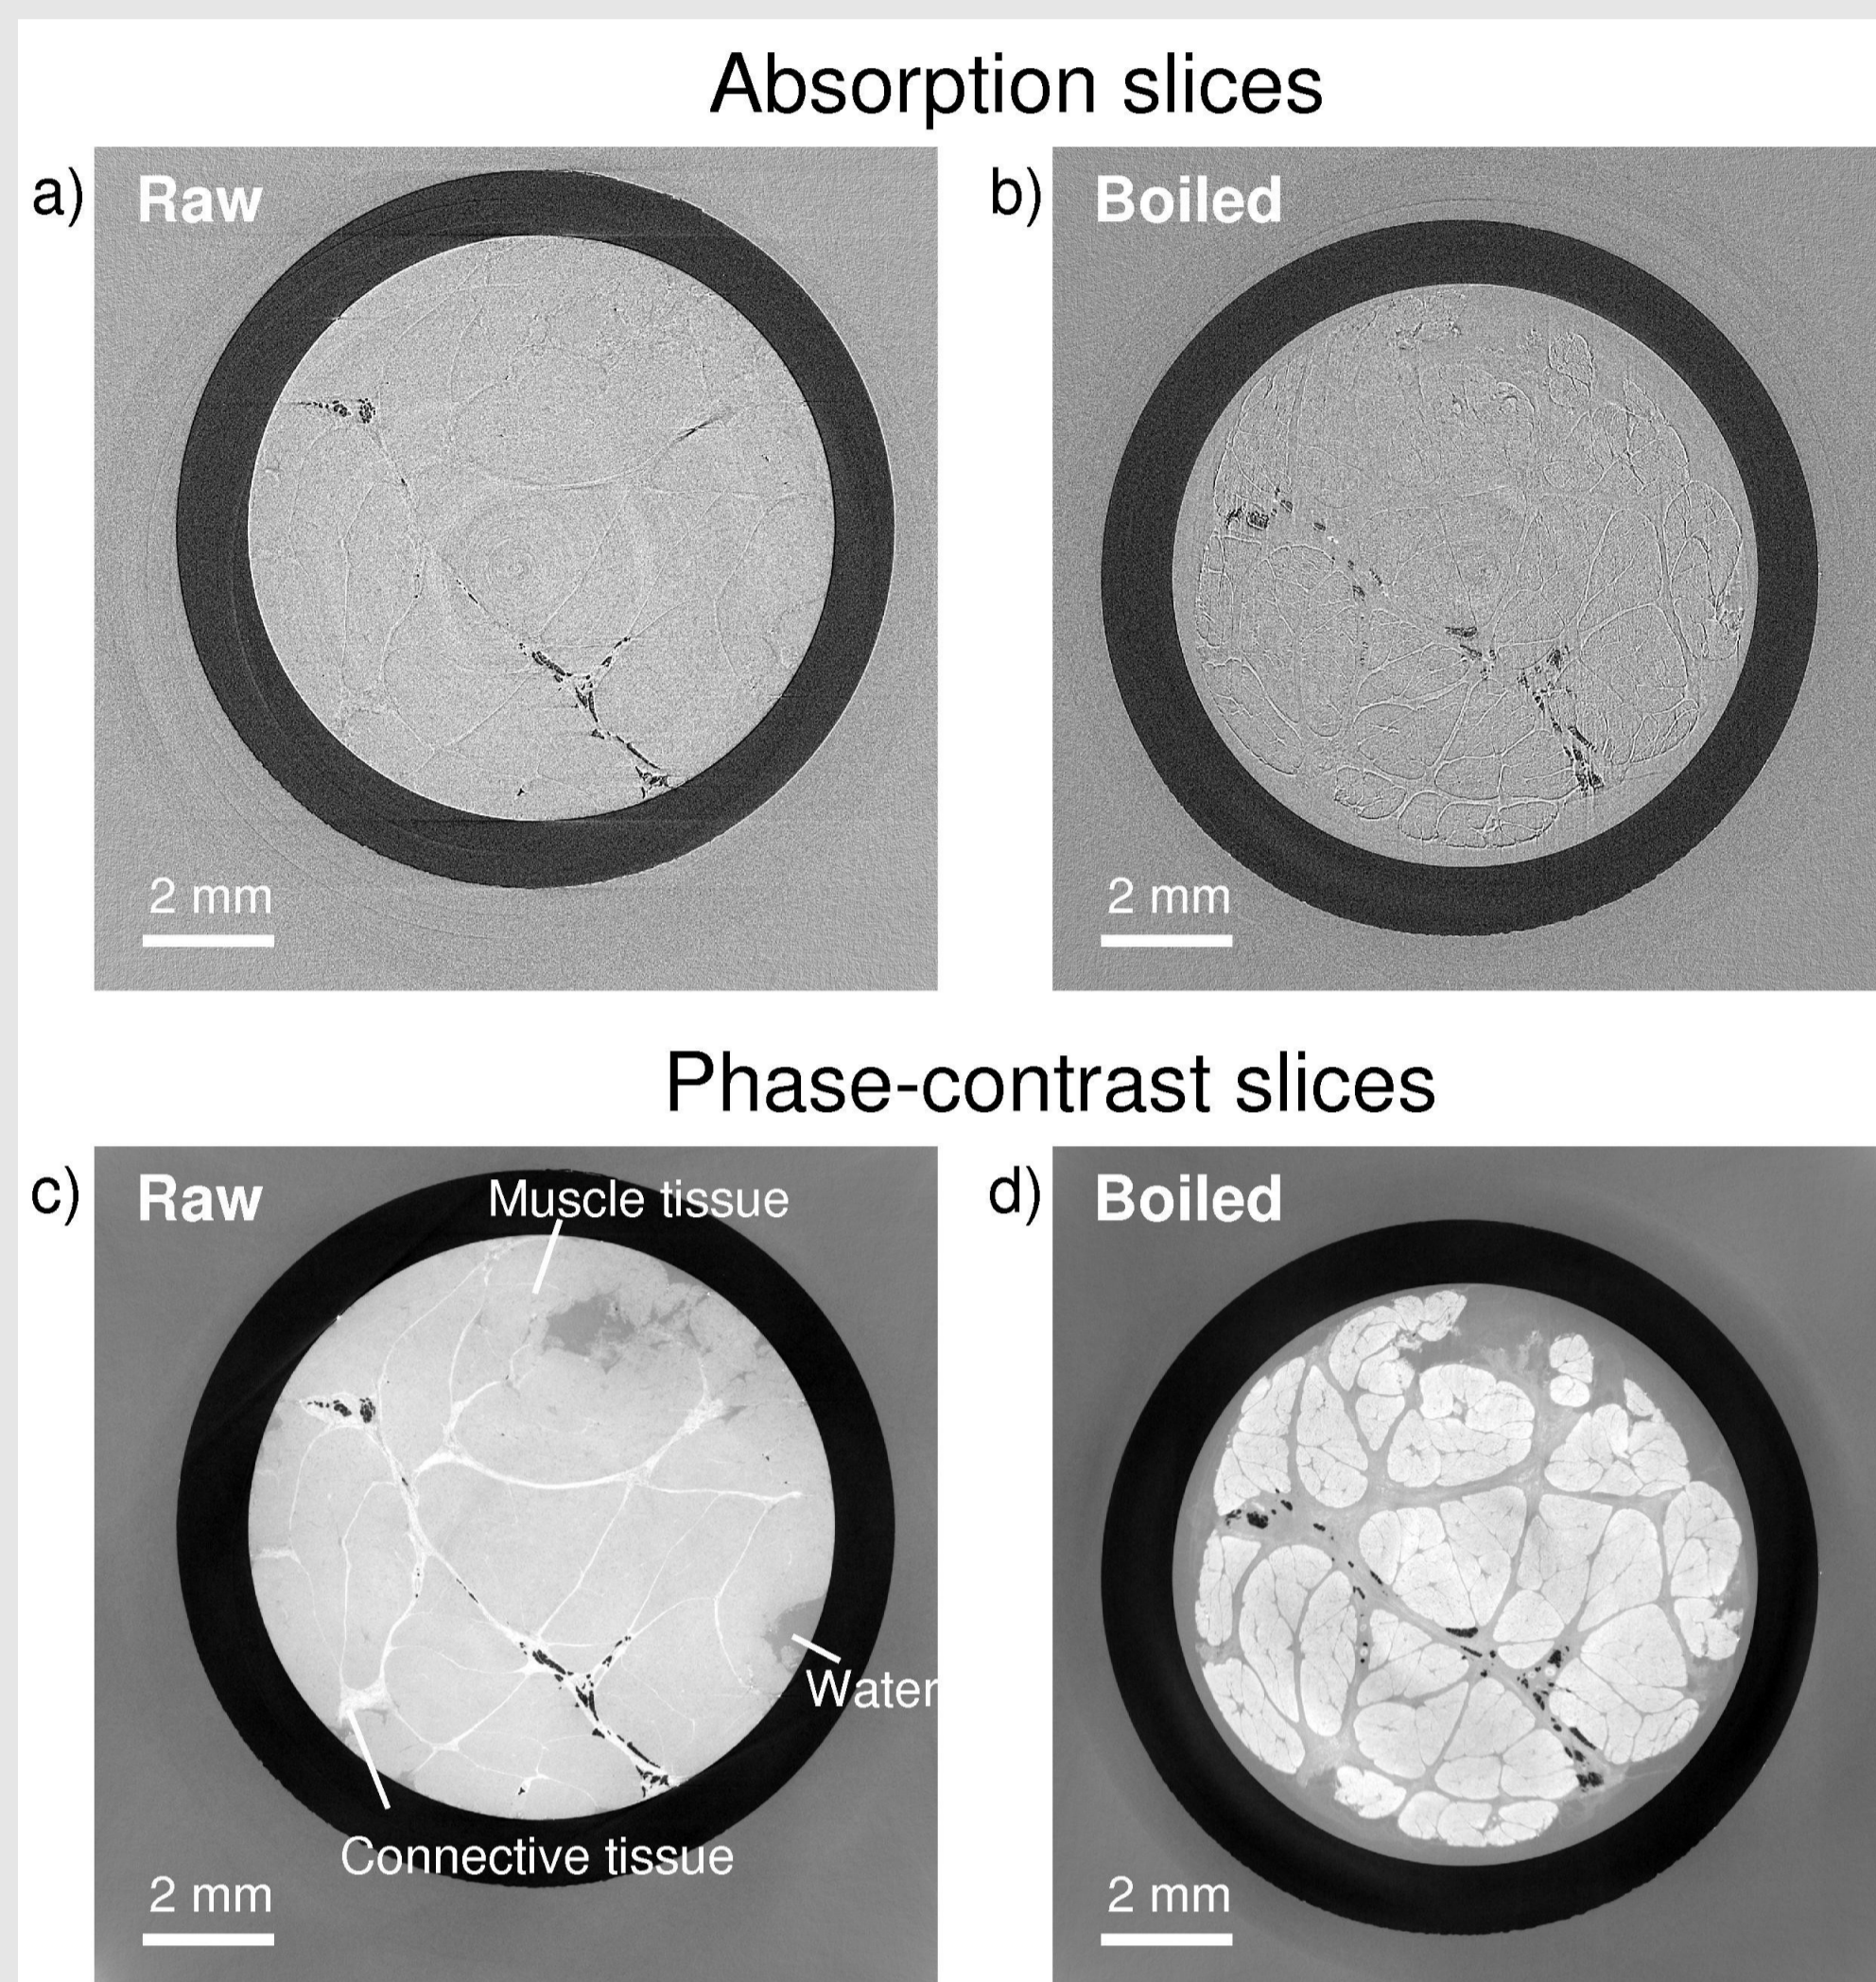 Absorption slices
a) Raw
b) Boiled
2 mm
2 mm
Phase-contrast slices
c) Raw
Muscle tissue
d) Boiled
Water
Connective tissue
2 mm
2 mm